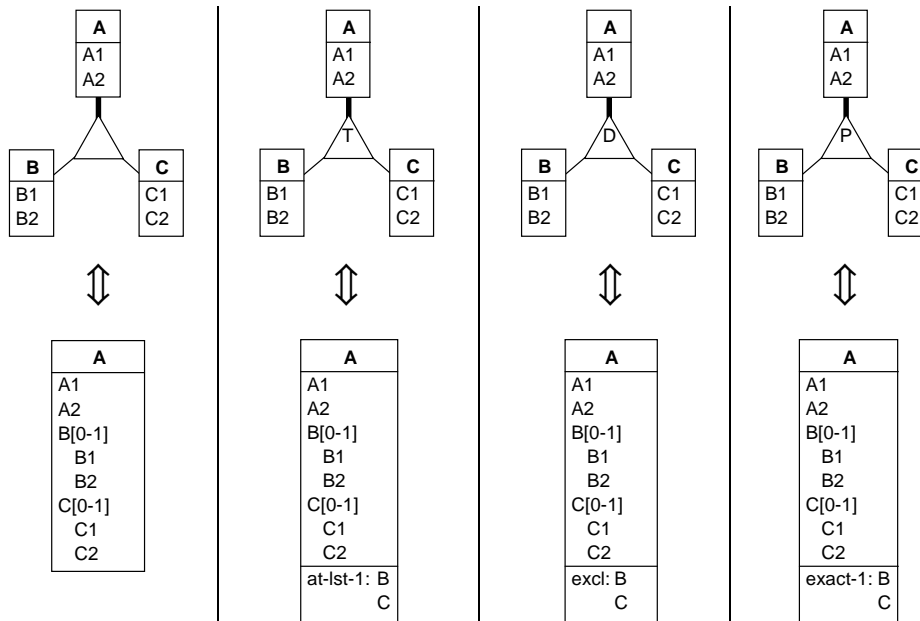 A
A1
A2
B
B1
B2
C
C1
C2
A
A1
A2
B[0-1]
B1
B2
C[0-1]
C1
C2
A
A1
A2
T
B
B1
B2
C
C1
C2
A
A1
A2
B[0-1]
B1
B2
C[0-1]
C1
C2
at-lst-1: B
C
A
A1
A2
D
B
B1
B2
C
C1
C2
A
A1
A2
B[0-1]
B1
B2
C[0-1]
C1
C2
excl: B
C
A
A1
A2
P
B
B1
B2
C
C1
C2
A
A1
A2
B[0-1]
B1
B2
C[0-1]
C1
C2
exact-1: B
C